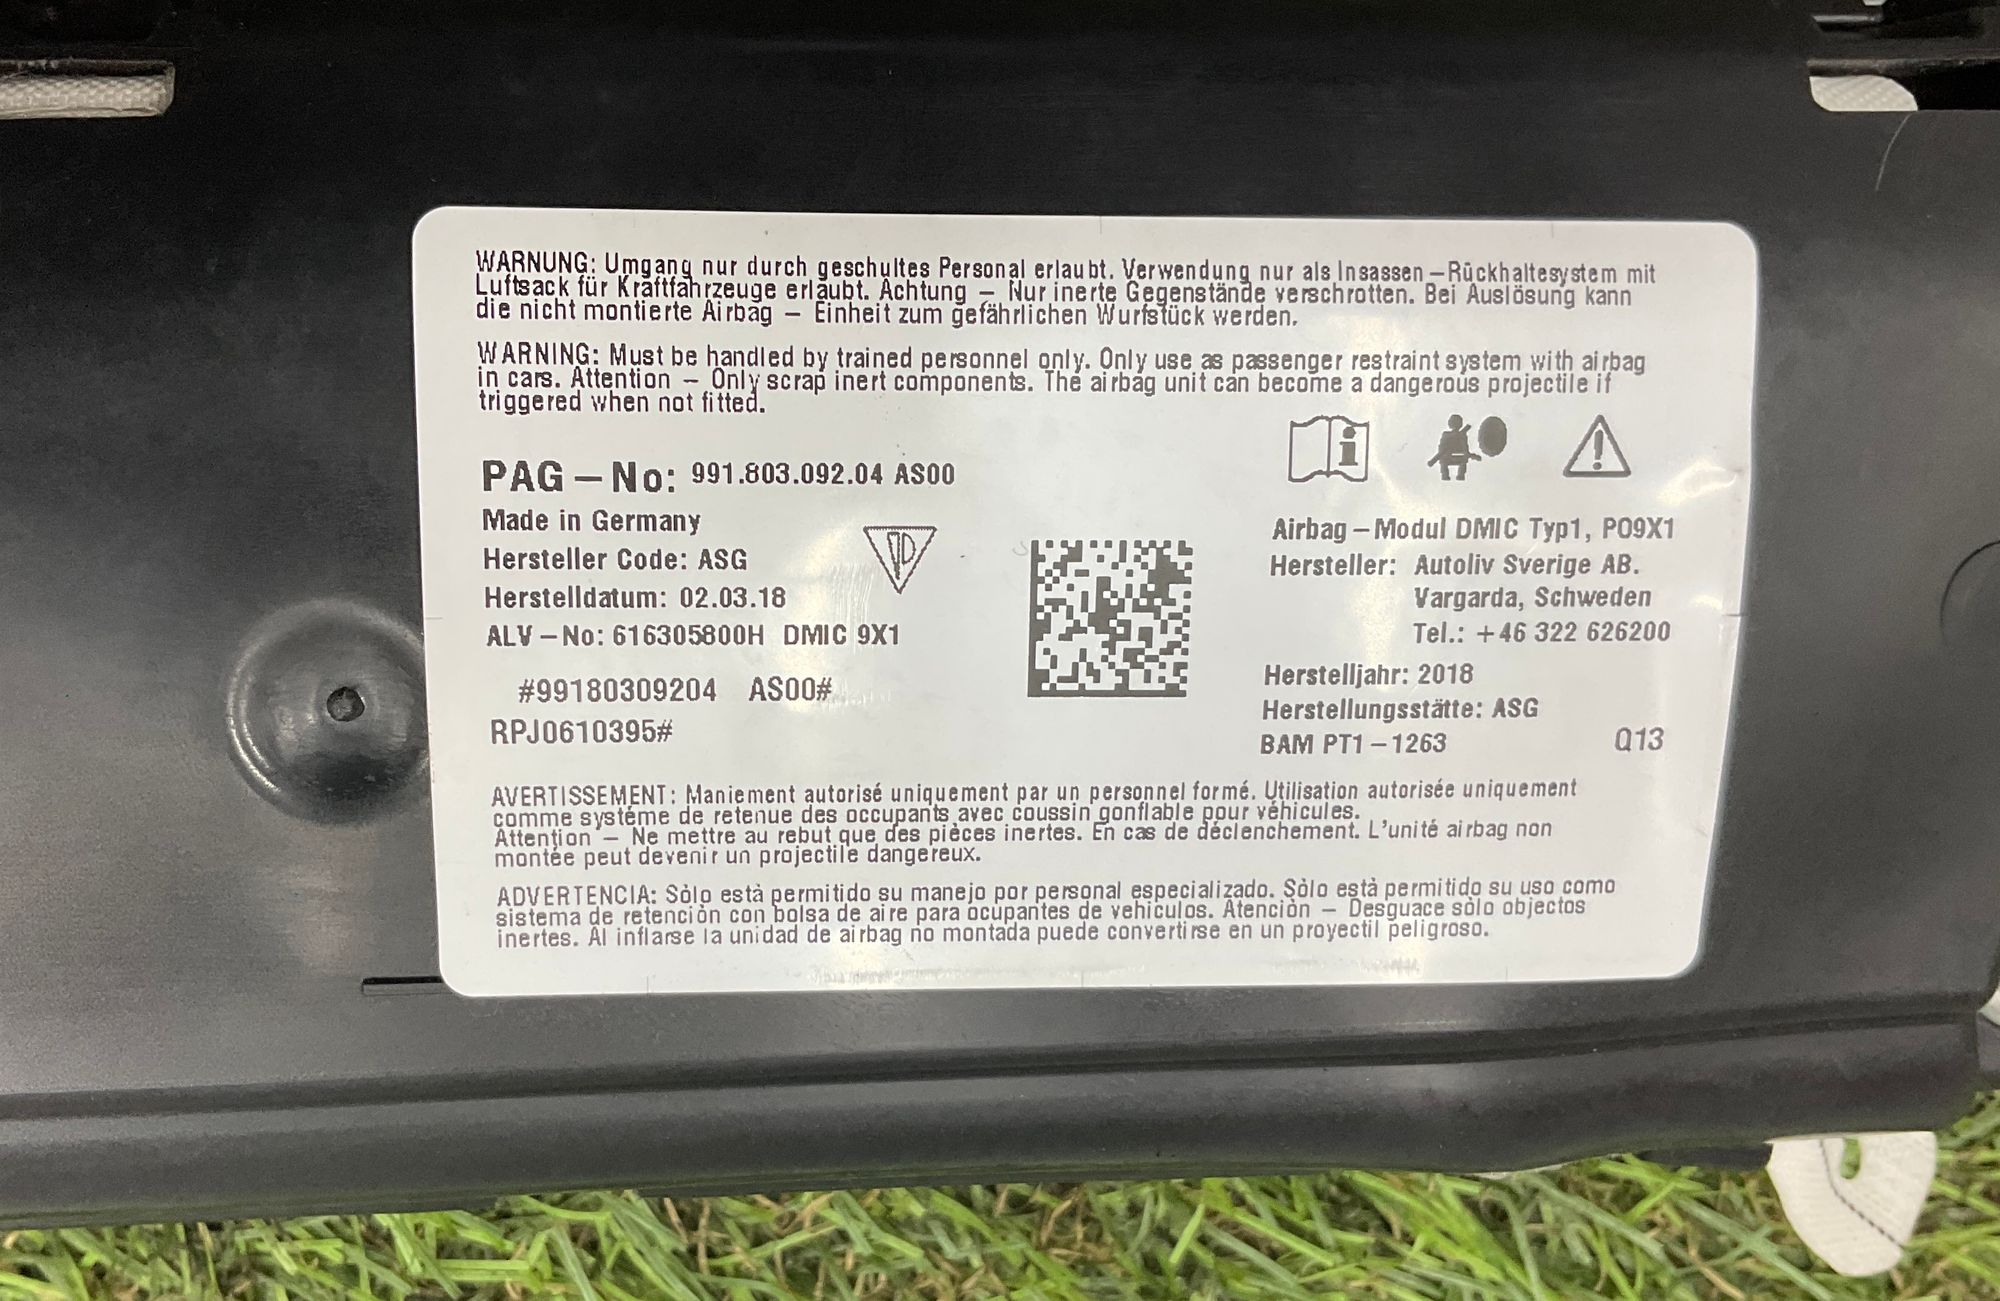 WARNUNG: Umgang nur durch geschultes Personal erlaubt. Verwendung nur als Insassen – Rückhaltesystem mit
Luftsack für Kraftfahrzeuge erlaubt. Achtung – Nur inerte Gegenstände verschrotten. Bei Auslösung kann
die nicht montierte Airbag – Einheit zum gefährlichen Wurfstück werden.
WARNING: Must be handled by trained personnel only. Only use as passenger restraint system with airbag
in cars. Attention – Only scrap inert components. The airbag unit can become a dangerous projectile if
triggered when not fitted.
PAG – No: 991.803.092.04 AS00
Made in Germany
Hersteller Code: ASG
Herstelldatum: 02.03.18
ALV – No: 616305800H DMIC 9X1
#99180309204 AS00#
RPJ0610395#
Airbag – Modul DMIC Typ1, PO9X1
Hersteller: Autoliv Sverige AB.
Vargarda, Schweden
Tel.: +46 322 626200
Herstelljahr: 2018
Herstellungsstätte: ASG
BAM PT1 – 1263 Q13
AVERTISSEMENT: Maniement autorisé uniquement par un personnel formé. Utilisation autorisée uniquement
comme systéme de retenue des occupants avec coussin gonflable pour véhicules.
Attention – Ne mettre au rebut que des pièces inertes. En cas de déclenchement. L'unité airbag non
montée peut devenir un projectile dangereux.
ADVERTENCIA: Sòlo està permitido su manejo por personal especializado. Sòlo està permitido su uso como
sistema de retenciòn con bolsa de aire para ocupantes de vehiculos. Atenciòn – Desguace sòlo objectos
inertes. Al inflarse la unidad de airbag no montada puede convertirse en un proyectil peligroso.